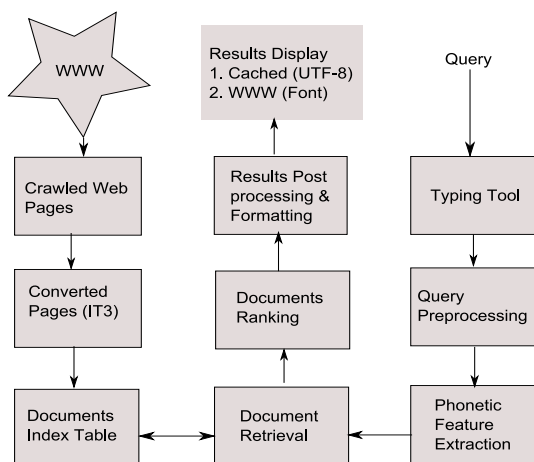 WWW
Crawled Web
Pages
Converted
Pages (IT3)
Documents
Index Table
Results Display
1. Cached (UTF-8)
2. WWW (Font)
Results Post
processing &
Formatting
Documents
Ranking
Document
Retrieval
Query
Typing Tool
Query
Preprocessing
Phonetic
Feature
Extraction